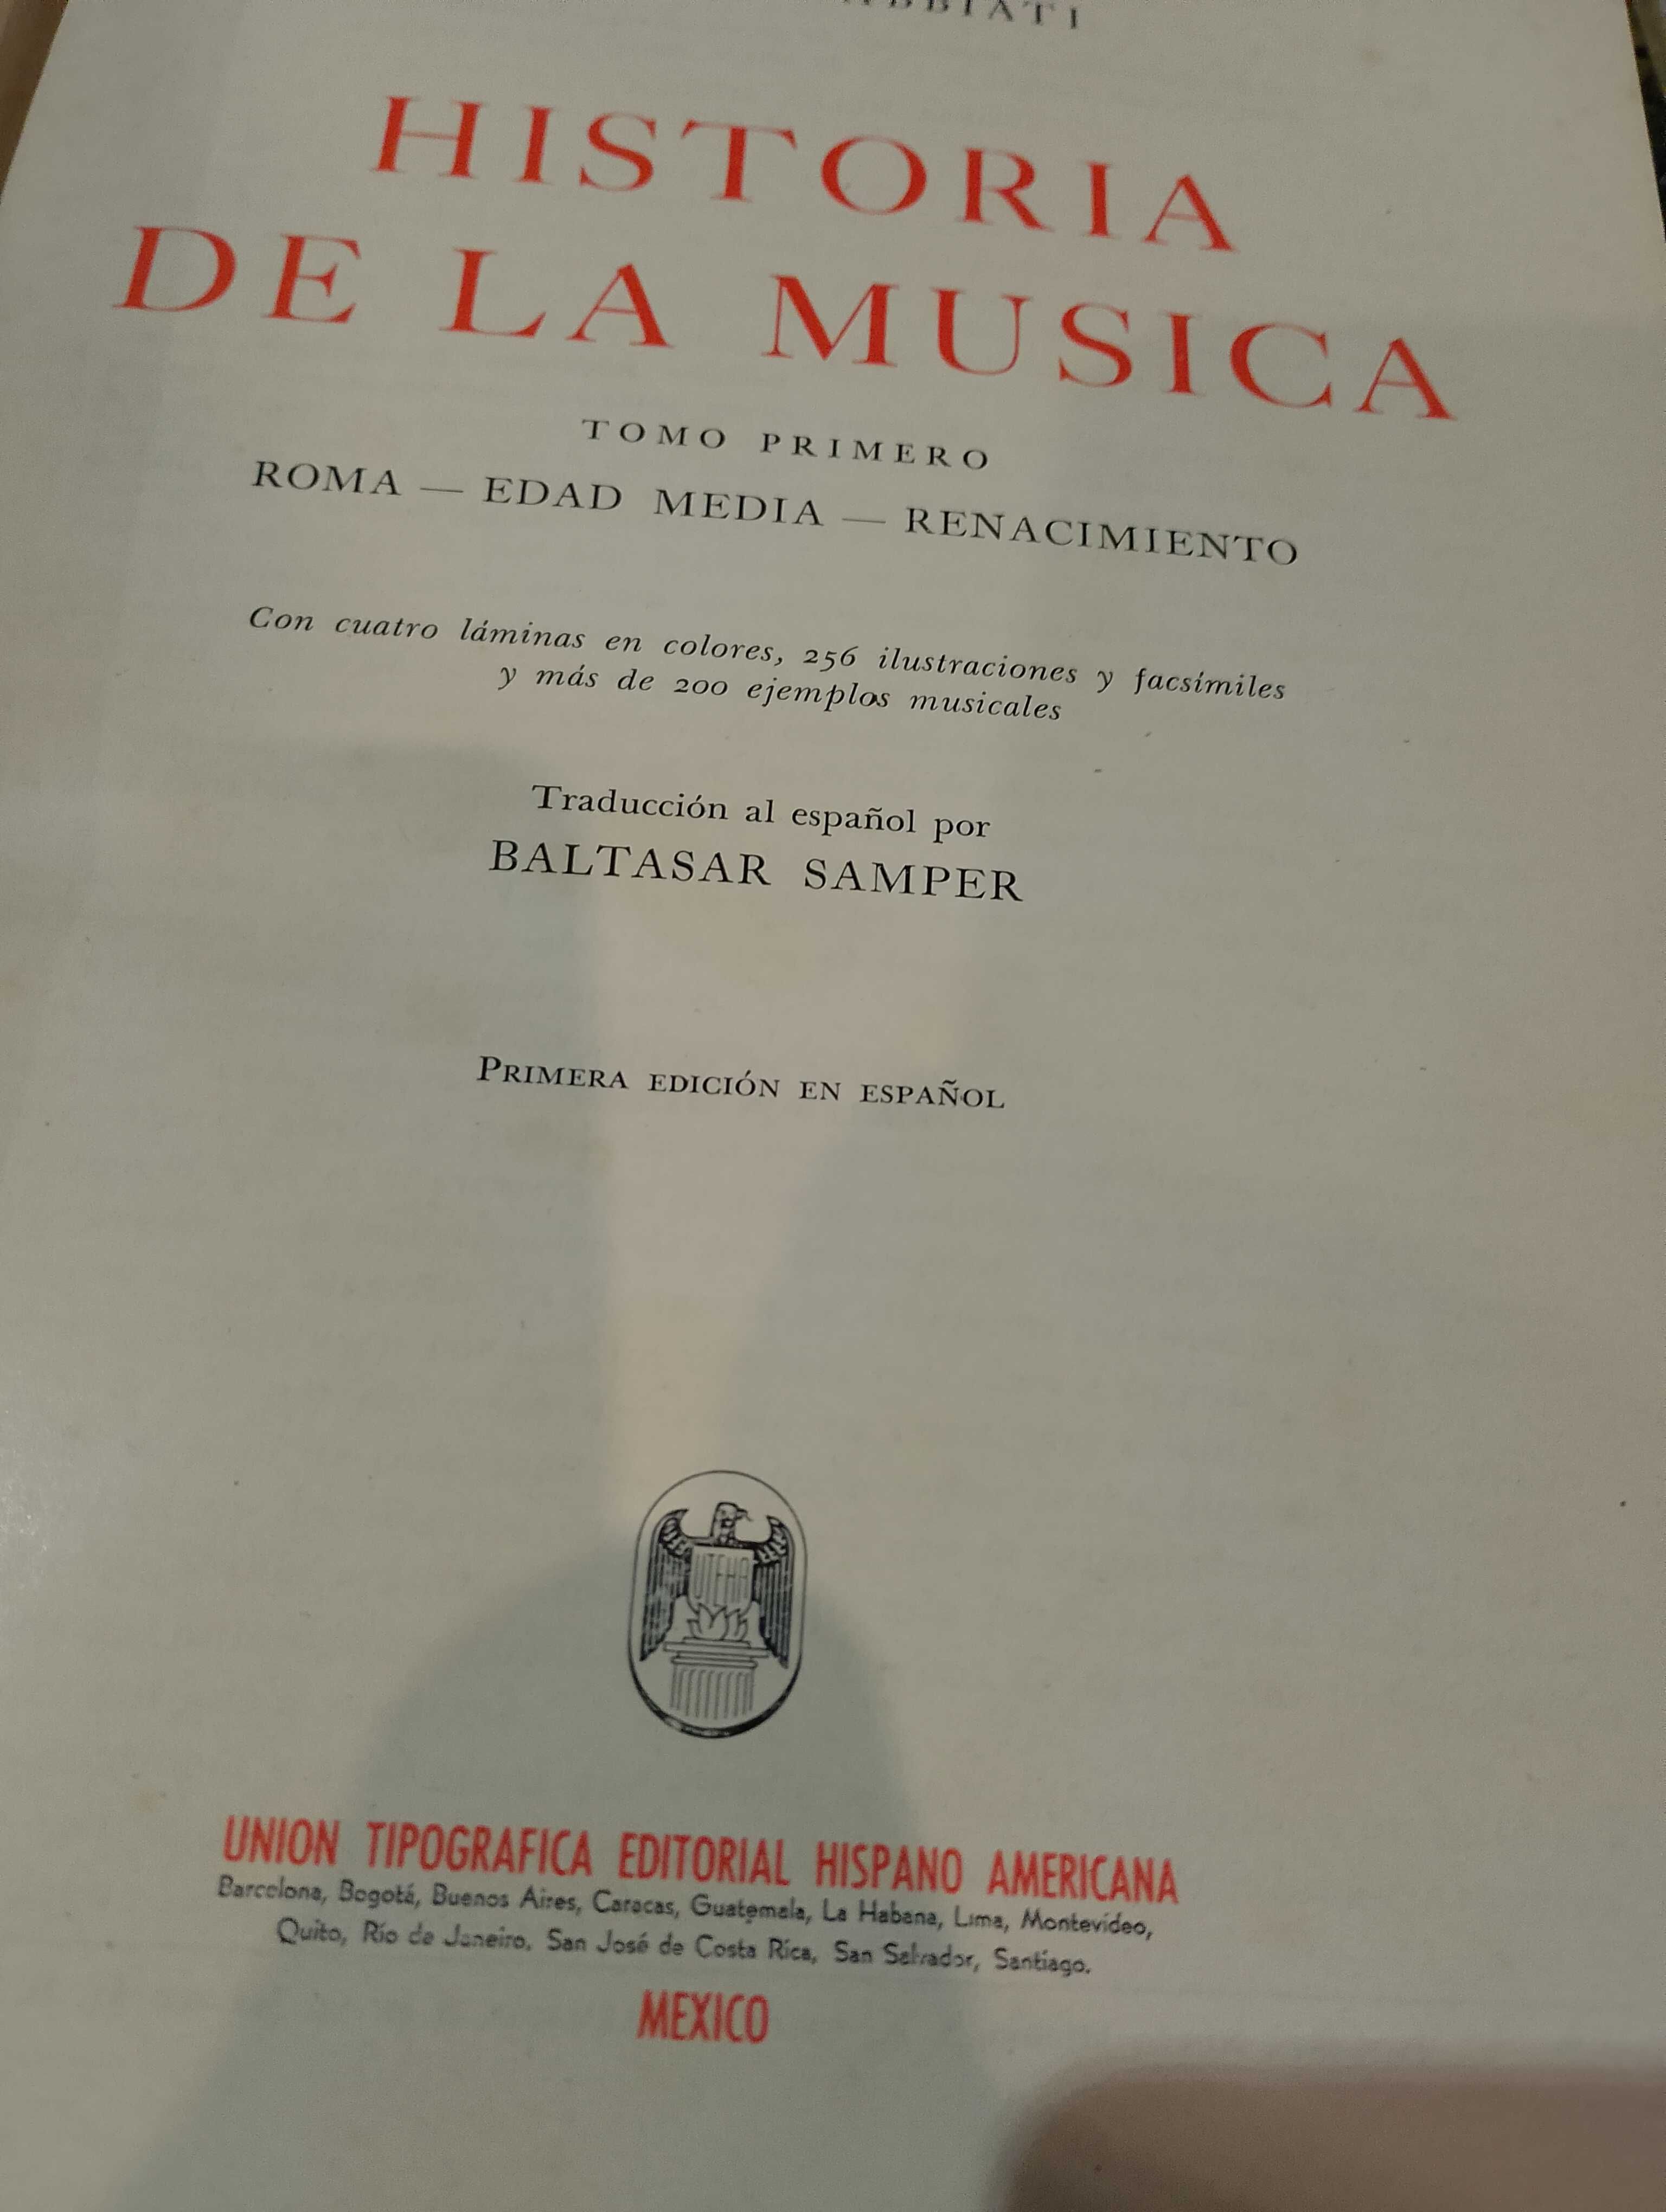 HISTORIA
DE LA MUSICA
TOMO PRIMERO
ROMA — EDAD MEDIA — RENACIMIENTO
Con cuatro láminas en colores, 256 ilustraciones y facsímiles
y más de 200 ejemplos musicales
Traducción al español por
BALTASAR SAMPER
PRIMERA EDICIÓN EN ESPAÑOL
UTEHA
UNION TIPOGRAFICA EDITORIAL HISPANO AMERICANA
Barcelona, Bogotá, Buenos Aires, Caracas, Guatemala, La Habana, Lima, Montevideo,
Quito, Río de Janeiro, San José de Costa Rica, San Salvador, Santiago.
MEXICO